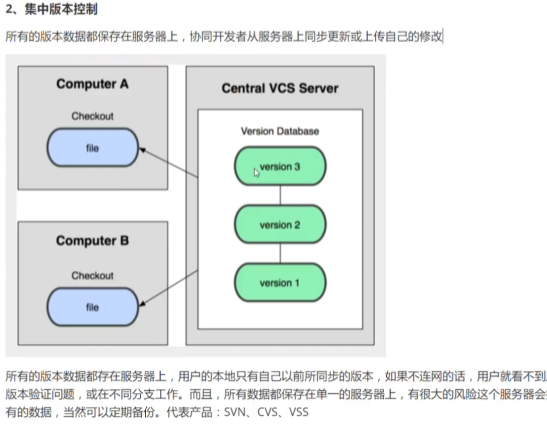 2、集中版本控制
所有的版本数据都保存在服务器上，协同开发者从服务器上同步更新或上传自己的修改
Computer A
Central VCS Server
Checkout
Version Database
file
version 3
version 2
Computer B
Checkout
version 1
file
所有的版本数据都存在服务器上，用户的本地只有自己以前所同步的版本，如果不连网的话，用户就看不到
版本验证问题，或在不同分支工作。而且，所有数据都保存在单一的服务器上，有很大的风险这个服务器会
有的数据，当然可以定期备份。代表产品：SVN、CVS、VSS